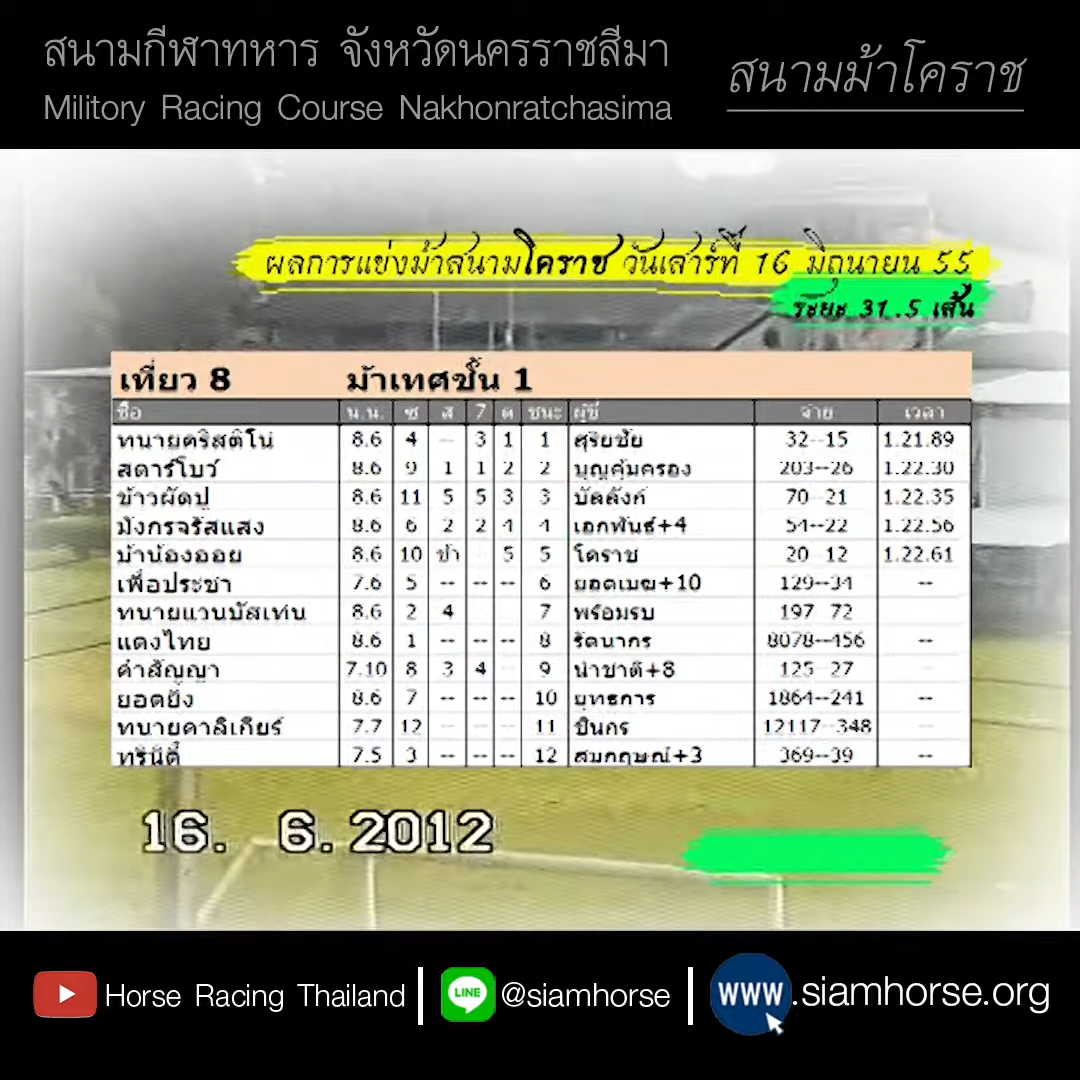 สนามกีฬาทหาร จังหวัดนครราชสีมา
Militory Racing Course Nakhonratchasima
สนามม้าโคราช
ผลการแข่งม้าสนามโคราช วันเสาร์ที่ 16 มิถุนายน 55
ระยะ 31.5 เส้น
เที่ยว 8 ม้าเทศชั้น 1
ชื่อ น.น. ซ ส 7 ต ชนะ ผู้ขี่ จ่าย เวลา
ทนายคริสติโน่ 8.6 4 -- 3 1 1 สุริยชัย 32--15 1.21.89
สตาร์โบว์ 8.6 9 1 1 2 2 บุญคุ้มครอง 203--26 1.22.30
ข้าวผัดปู 8.6 11 5 5 3 3 บัลลังก์ 70--21 1.22.35
มังกรจรัสแสง 8.6 6 2 2 4 4 เอกพันธ์+4 54--22 1.22.56
บ้าน้องออย 8.6 10 ช้า 5 5 โคราช 20--12 1.22.61
เพื่อประชา 7.6 5 -- -- -- 6 ยอดเมฆ+10 129--34 --
ทนายแวนบัสเท่น 8.6 2 4 7 พร้อมรบ 197--72
แดงไทย 8.6 1 -- -- -- 8 รัตนากร 8078--456 --
คำสัญญา 7.10 8 3 4 -- 9 นำชาติ+8 125--27 --
ยอดยิ่ง 8.6 7 -- -- -- 10 ยุทธการ 1864--241 --
ทนายคาลิเกียร์ 7.7 12 -- -- -- 11 ชินกร 12117--348 --
ทรินิตี้ 7.5 3 -- -- -- 12 สมกฤษณ์+3 369--39 --
16. 6.2012
Horse Racing Thailand
LINE @siamhorse
www.siamhorse.org